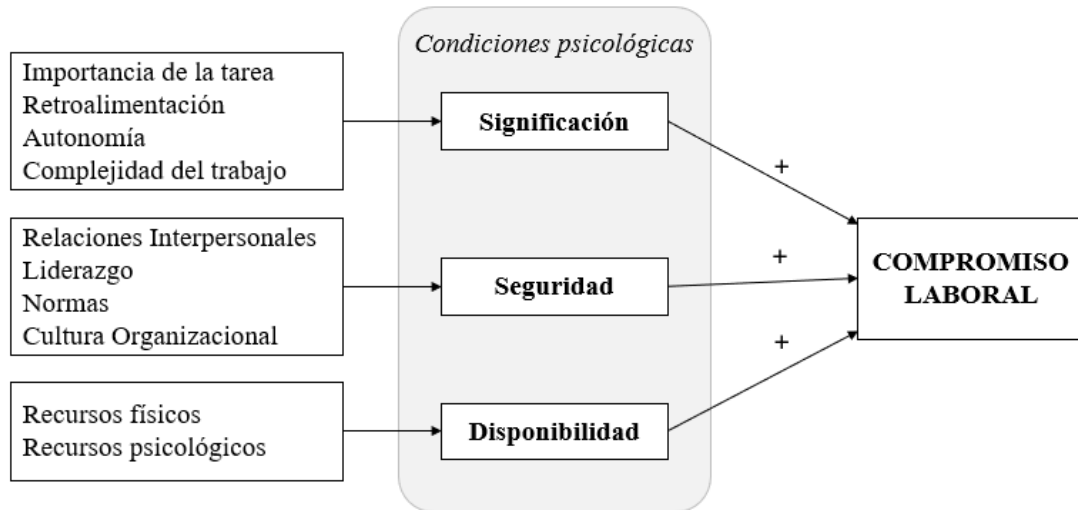 Condiciones psicológicas
Importancia de la tarea
Retroalimentación
Autonomía
Complejidad del trabajo
Significación
+
Relaciones Interpersonales
Liderazgo
Normas
Cultura Organizacional
Seguridad
+
COMPROMISO
LABORAL
Recursos físicos
Recursos psicológicos
Disponibilidad
+